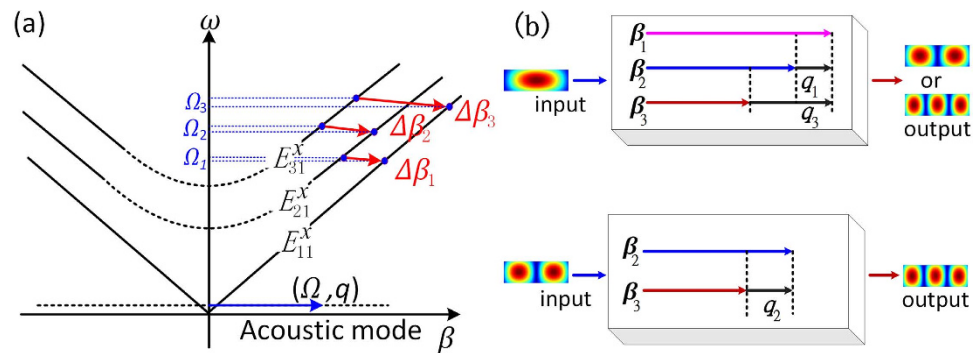 (a)
ω
Ω₃
Ω₂
Ω₁
Δβ₃
Δβ₂
Δβ₁
E₃₁ˣ
E₂₁ˣ
E₁₁ˣ
(Ω,q)
Acoustic mode
β
(b)
β₁
β₂
β₃
q₁
q₃
input
or
output
β₂
β₃
q₂
input
output